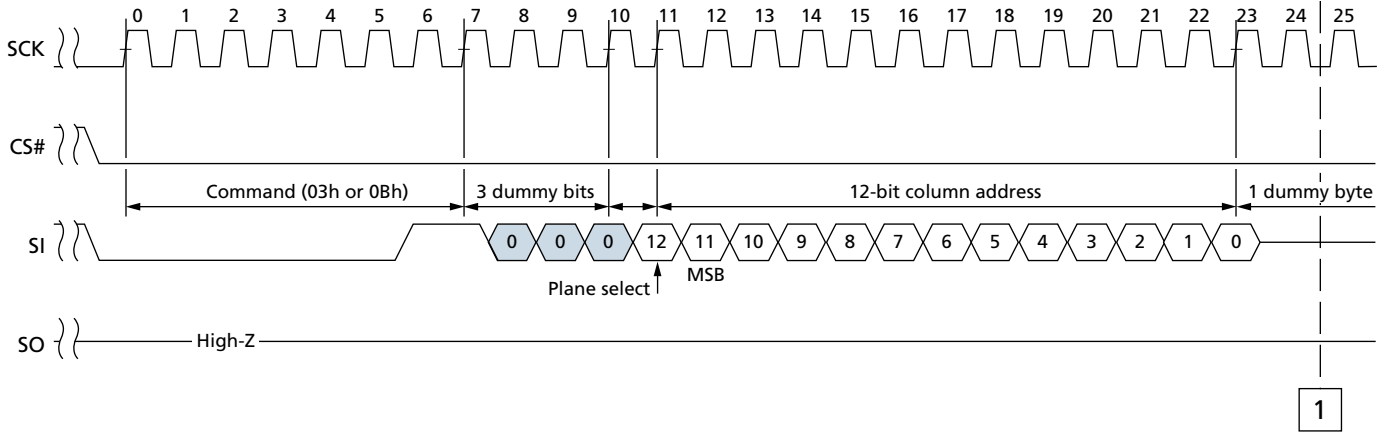 0 1 2 3 4 5 6 7 8 9 10 11 12 13 14 15 16 17 18 19 20 21 22 23 24 25
SCK
CS#
Command (03h or 0Bh) 3 dummy bits 12-bit column address 1 dummy byte
SI 0 0 0 12 11 10 9 8 7 6 5 4 3 2 1 0
MSB
Plane select
SO High-Z
1